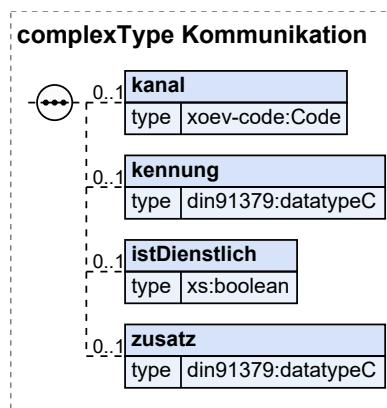 complexType Kommunikation
0..1 kanal
type xoev-code:Code
0..1 kennung
type din91379:datatypeC
0..1 istDienstlich
type xs:boolean
0..1 zusatz
type din91379:datatypeC